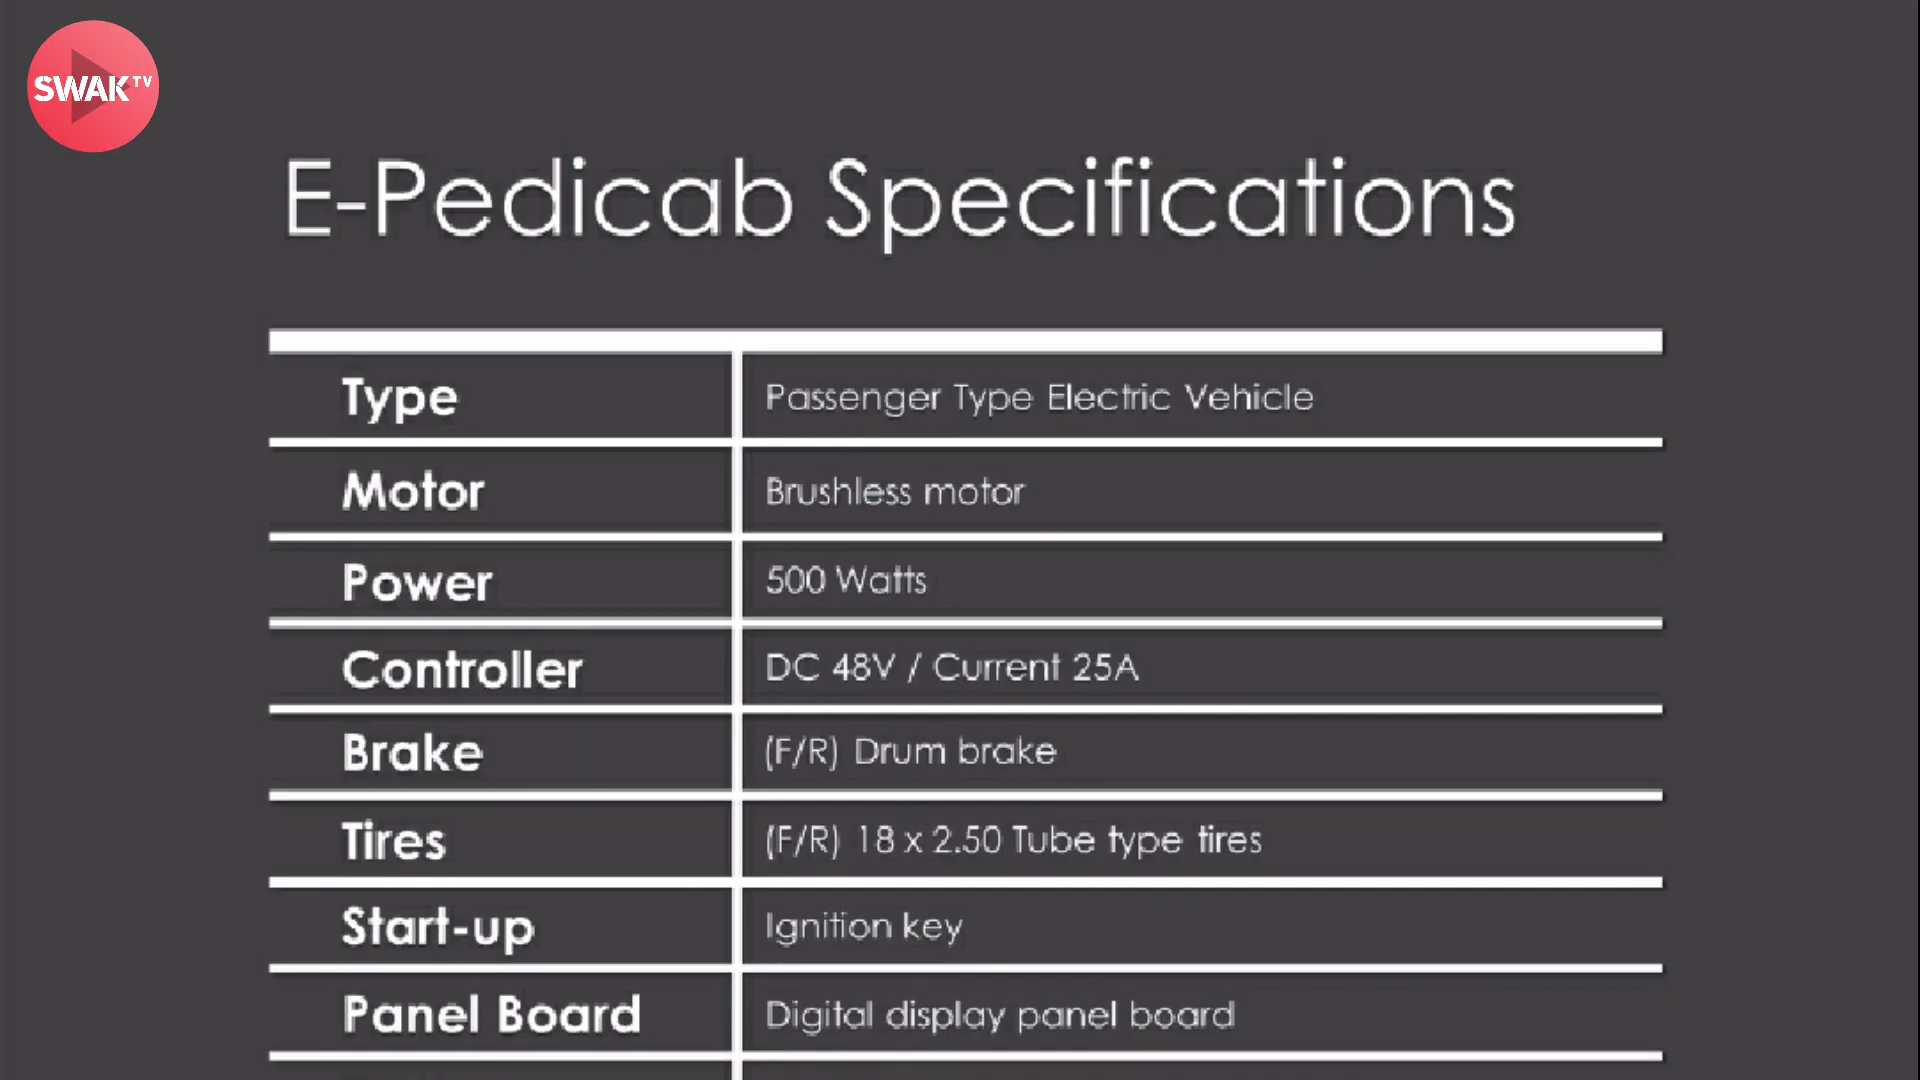 SWAK TV
E-Pedicab Specifications
Type Passenger Type Electric Vehicle
Motor Brushless motor
Power 500 Watts
Controller DC 48V / Current 25A
Brake (F/R) Drum brake
Tires (F/R) 18 x 2.50 Tube type tires
Start-up Ignition key
Panel Board Digital display panel board